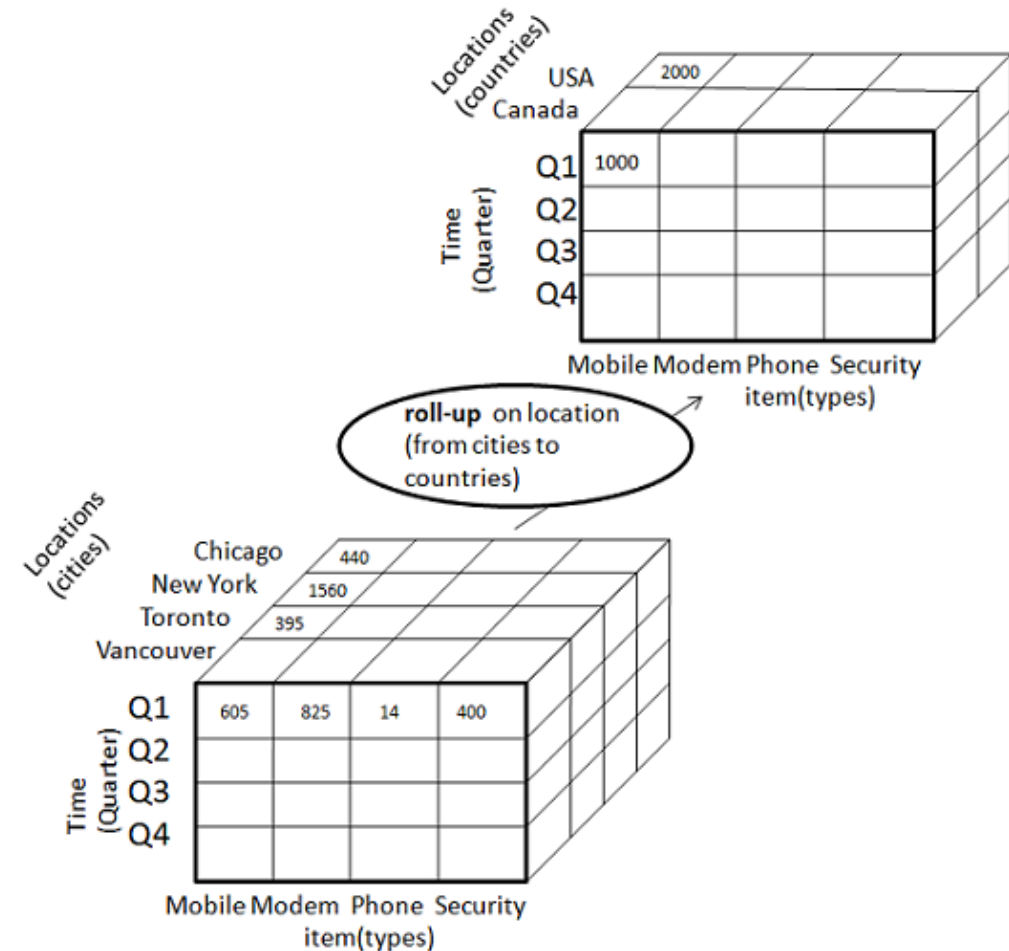 Locations
(countries)
USA
Canada
2000
Time
(Quarter)
Q1
Q2
Q3
Q4
1000
Mobile Modem Phone Security
item(types)
roll-up on location
(from cities to
countries)
Locations
(cities)
Chicago
New York
Toronto
Vancouver
440
1560
395
Time
(Quarter)
Q1
Q2
Q3
Q4
605 825 14 400
Mobile Modem Phone Security
item(types)